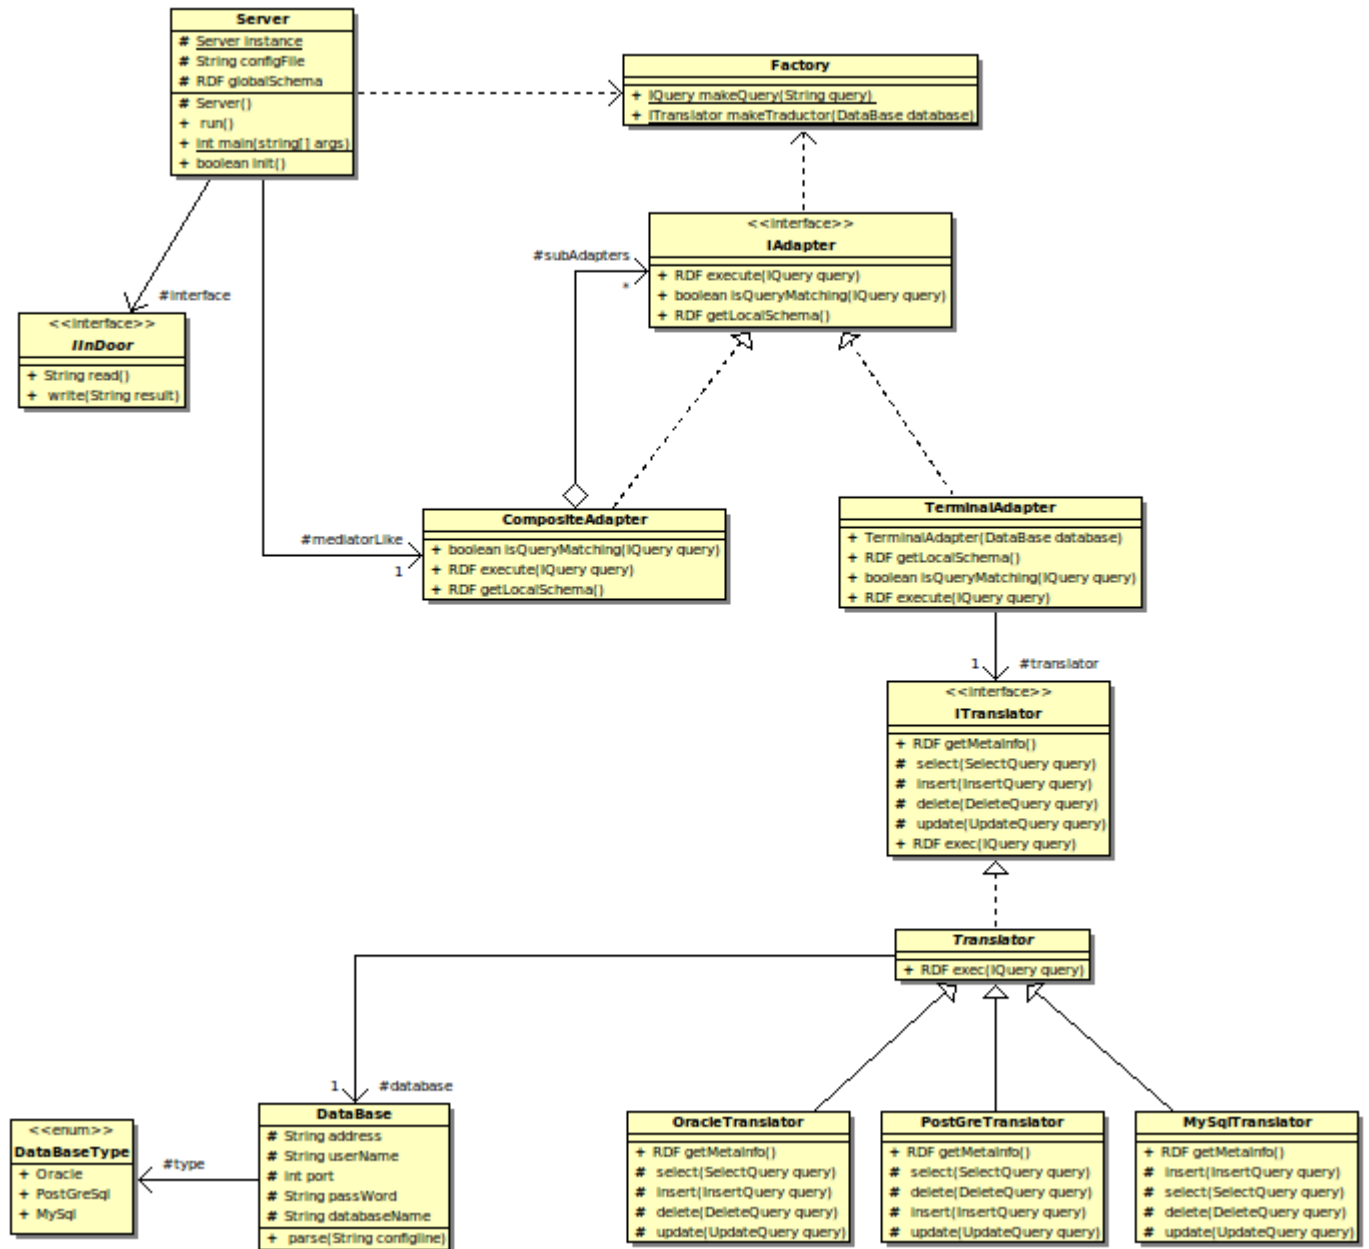 Server
# Server instance
# String configFile
# RDF globalSchema
# Server()
+ run()
+ int main(string[] args)
+ boolean init()
Factory
+ IQuery makeQuery(String query)
+ ITranslator makeTraductor(DataBase database)
<<interface>>
IAdapter
+ RDF execute(IQuery query)
+ boolean isQueryMatching(IQuery query)
+ RDF getLocalSchema()
#subAdapters
*
#interface
<<interface>>
IInDoor
+ String read()
+ write(String result)
#mediatorLike
1
CompositeAdapter
+ boolean isQueryMatching(IQuery query)
+ RDF execute(IQuery query)
+ RDF getLocalSchema()
TerminalAdapter
+ TerminalAdapter(DataBase database)
+ RDF getLocalSchema()
+ boolean isQueryMatching(IQuery query)
+ RDF execute(IQuery query)
1 #translator
<<interface>>
ITranslator
+ RDF getMetaInfo()
# select(SelectQuery query)
# insert(InsertQuery query)
# delete(DeleteQuery query)
# update(UpdateQuery query)
+ RDF exec(IQuery query)
Translator
+ RDF exec(IQuery query)
1 #database
<<enum>>
DataBaseType
+ Oracle
+ PostGreSql
+ MySql
#type
DataBase
# String address
# String userName
# int port
# String passWord
# String databaseName
+ parse(String configline)
OracleTranslator
+ RDF getMetaInfo()
# select(SelectQuery query)
# insert(InsertQuery query)
# delete(DeleteQuery query)
# update(UpdateQuery query)
PostGreTranslator
+ RDF getMetaInfo()
# select(SelectQuery query)
# delete(DeleteQuery query)
# insert(InsertQuery query)
# update(UpdateQuery query)
MySqlTranslator
+ RDF getMetaInfo()
# insert(InsertQuery query)
# select(SelectQuery query)
# delete(DeleteQuery query)
# update(UpdateQuery query)